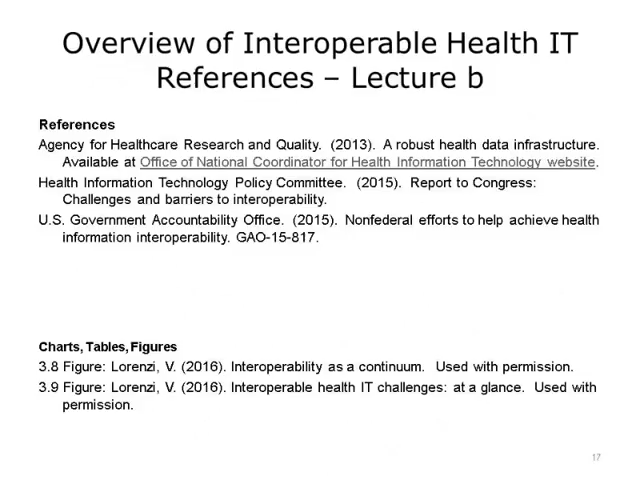 Overview of Interoperable Health IT
References – Lecture b
References
Agency for Healthcare Research and Quality. (2013). A robust health data infrastructure.
Available at Office of National Coordinator for Health Information Technology website.
Health Information Technology Policy Committee. (2015). Report to Congress:
Challenges and barriers to interoperability.
U.S. Government Accountability Office. (2015). Nonfederal efforts to help achieve health
information interoperability. GAO-15-817.
Charts, Tables, Figures
3.8 Figure: Lorenzi, V. (2016). Interoperability as a continuum. Used with permission.
3.9 Figure: Lorenzi, V. (2016). Interoperable health IT challenges: at a glance. Used with
permission.
17